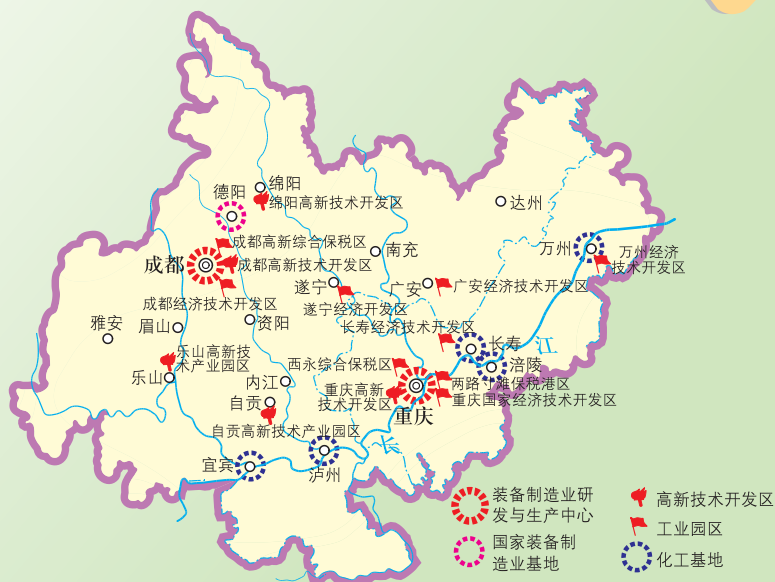 绵阳
德阳
绵阳高新技术开发区
达州
成都高新综合保税区
万州
万州经济
技术开发区
南充
成都
成都高新技术开发区
遂宁
广安
广安经济技术开发区
成都经济技术开发区
遂宁经济开发区
雅安
眉山
资阳
长寿经济技术开发区
长寿
江
乐山高新技
术产业园区
西永综合保税区
涪陵
乐山
内江
重庆高新
技术开发区
两路寸滩保税港区
重庆国家经济技术开发区
自贡
重庆
自贡高新技术产业园区
长
宜宾
泸州
装备制造业研
发与生产中心
国家装备制
造业基地
高新技术开发区
工业园区
化工基地